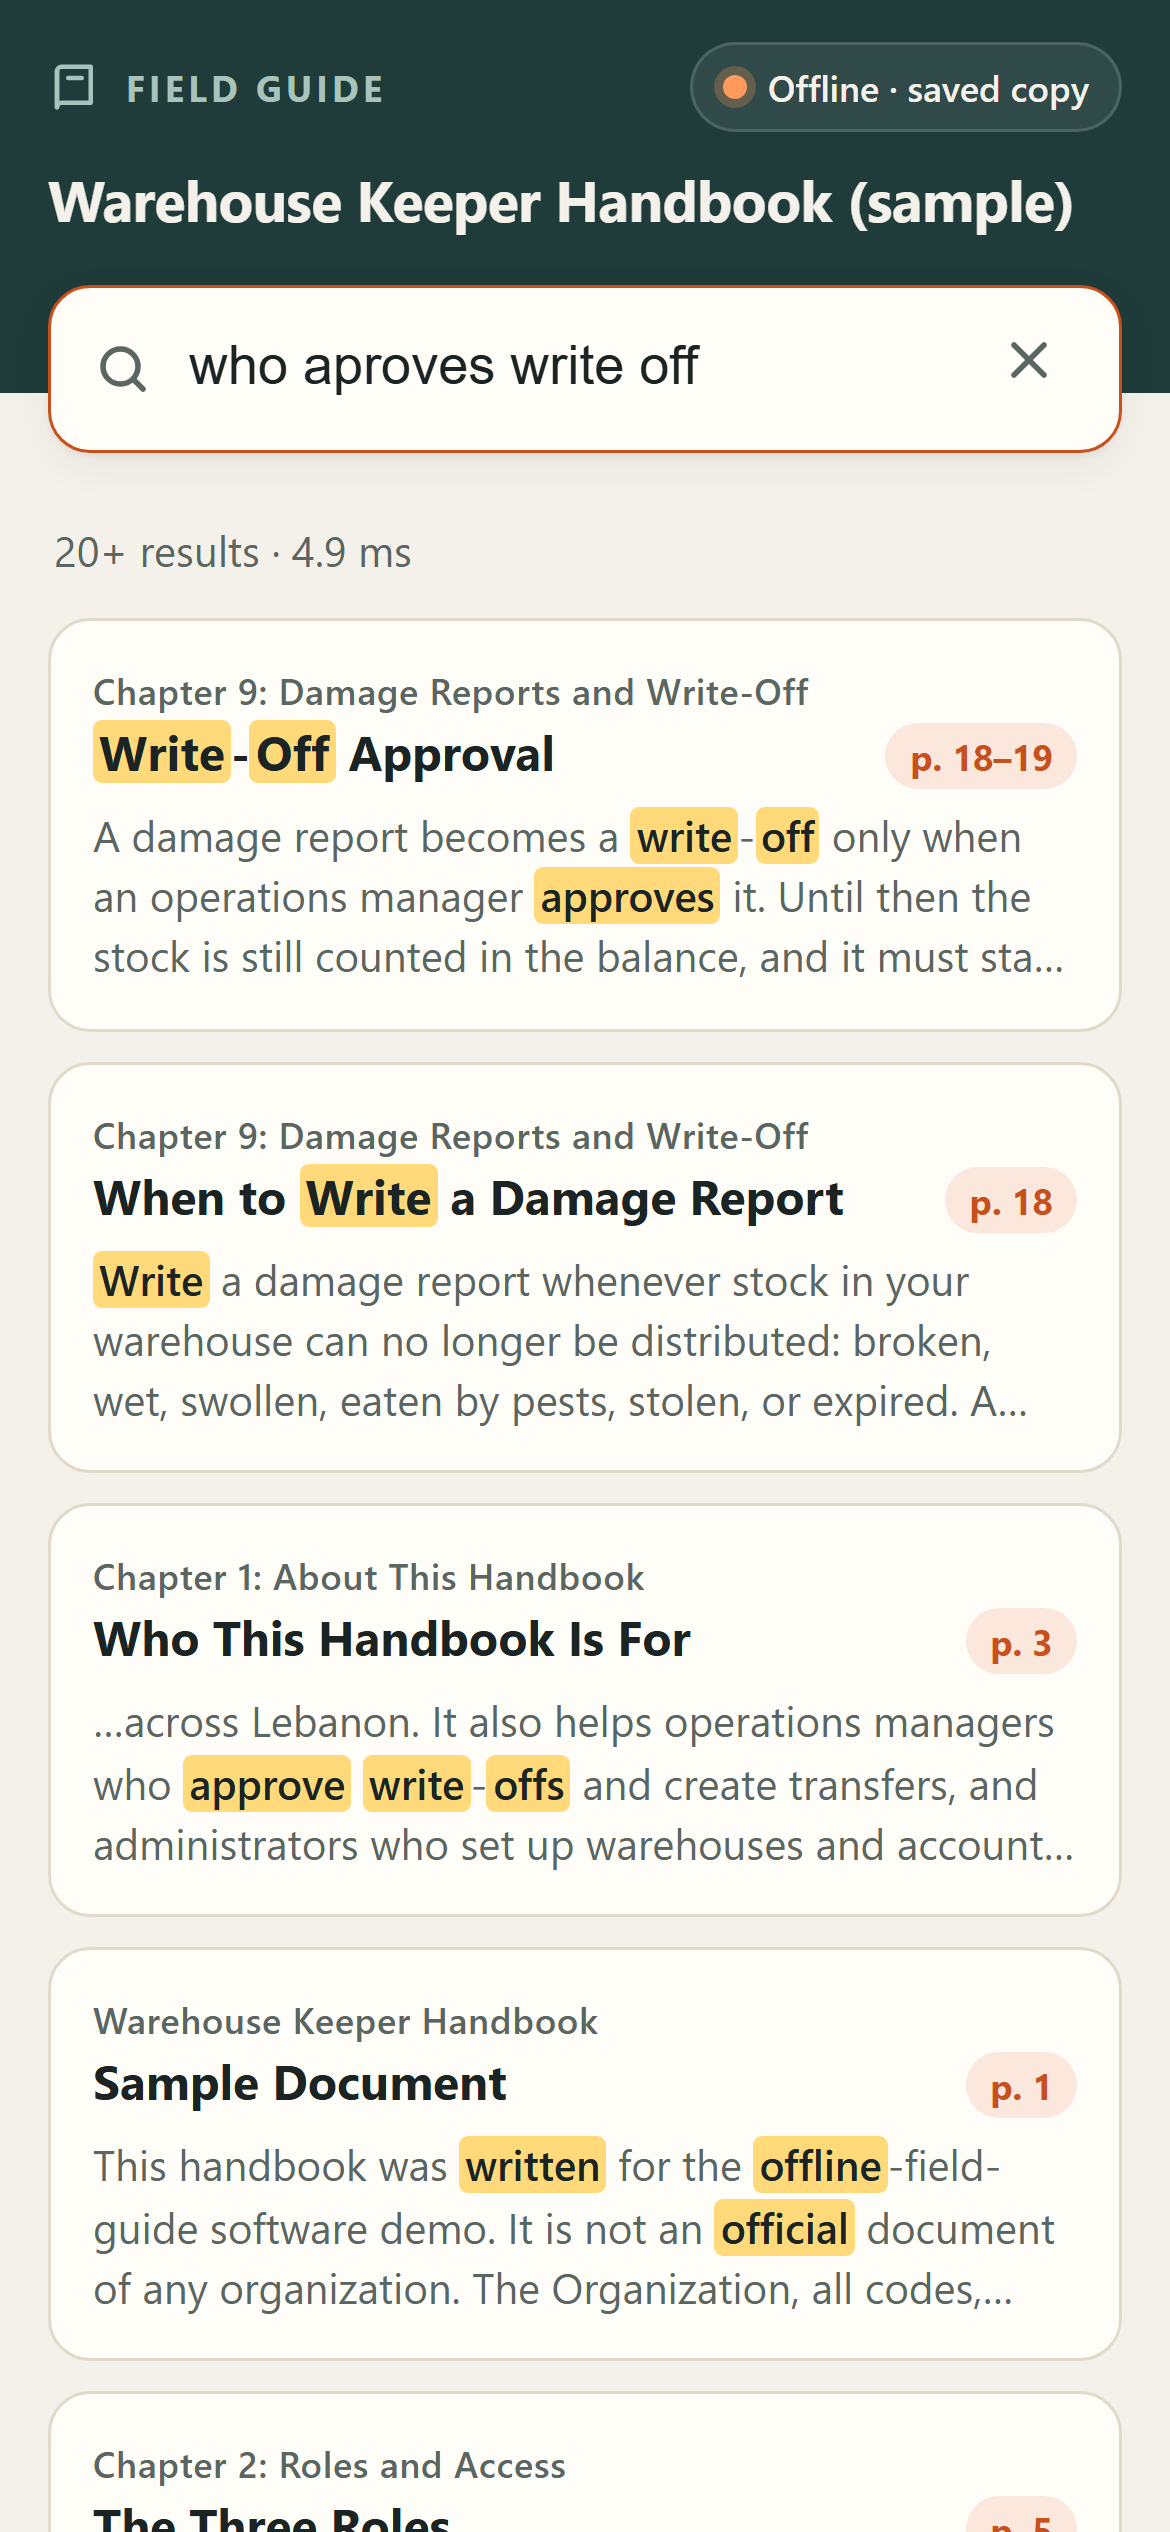 FIELD GUIDE
Offline · saved copy
Warehouse Keeper Handbook (sample)
who aproves write off
20+ results · 4.9 ms
Chapter 9: Damage Reports and Write-Off
Write-Off Approval
p. 18–19
A damage report becomes a write-off only when
an operations manager approves it. Until then the
stock is still counted in the balance, and it must sta...
Chapter 9: Damage Reports and Write-Off
When to Write a Damage Report
p. 18
Write a damage report whenever stock in your
warehouse can no longer be distributed: broken,
wet, swollen, eaten by pests, stolen, or expired. A...
Chapter 1: About This Handbook
Who This Handbook Is For
p. 3
...across Lebanon. It also helps operations managers
who approve write-offs and create transfers, and
administrators who set up warehouses and account...
Warehouse Keeper Handbook
Sample Document
p. 1
This handbook was written for the offline-field-
guide software demo. It is not an official document
of any organization. The Organization, all codes,...
Chapter 2: Roles and Access
The Three Roles
p. 5